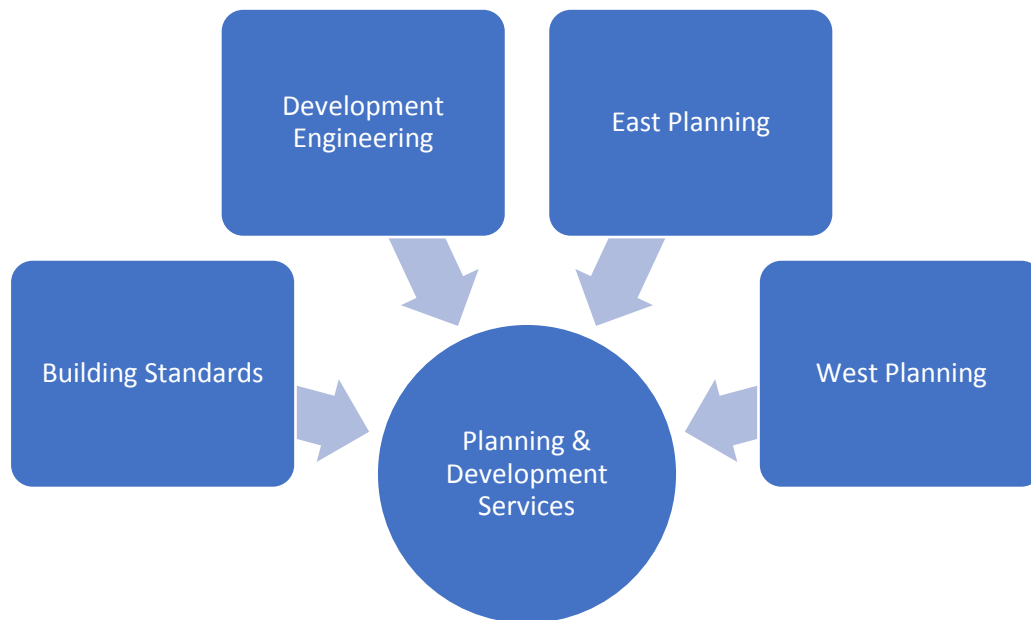 Development
Engineering
East Planning
Building Standards
West Planning
Planning &
Development
Services